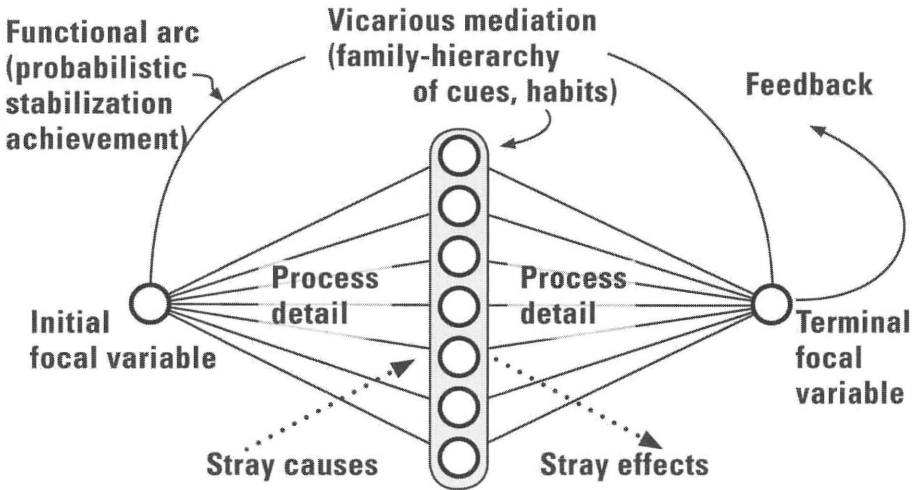 Functional arc
(probabilistic
stabilization
achievement)
Vicarious mediation
(family-hierarchy
of cues, habits)
Feedback
Process
detail
Process
detail
Initial
focal variable
Terminal
focal
variable
Stray causes
Stray effects